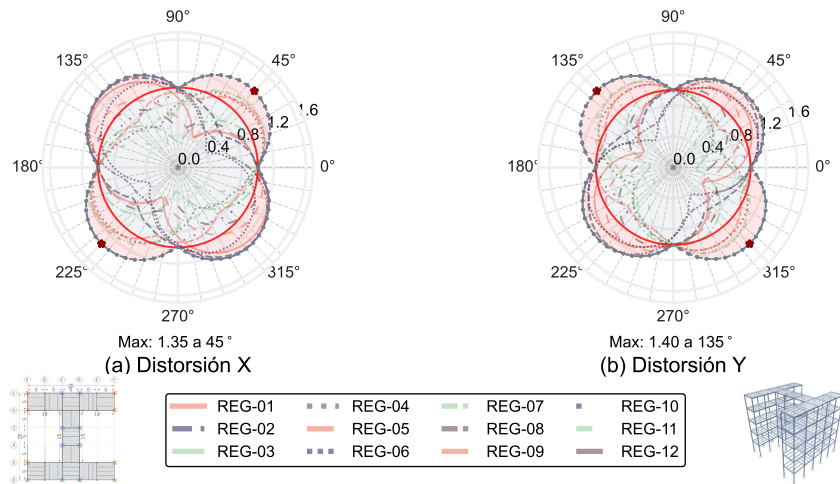 90°
90°
135°
45°
135°
45°
1.6
1.2
0.8
0.4
0.0
1 6
1.2
0.8
0.4
0.0
180°
0°
180°
0°
225°
315°
225°
315°
270°
270°
Max: 1.35 a 45°
Max: 1.40 a 135°
(a) Distorsión X
(b) Distorsión Y
REG-01
REG-04
REG-07
REG-10
REG-02
REG-05
REG-08
REG-11
REG-03
REG-06
REG-09
REG-12